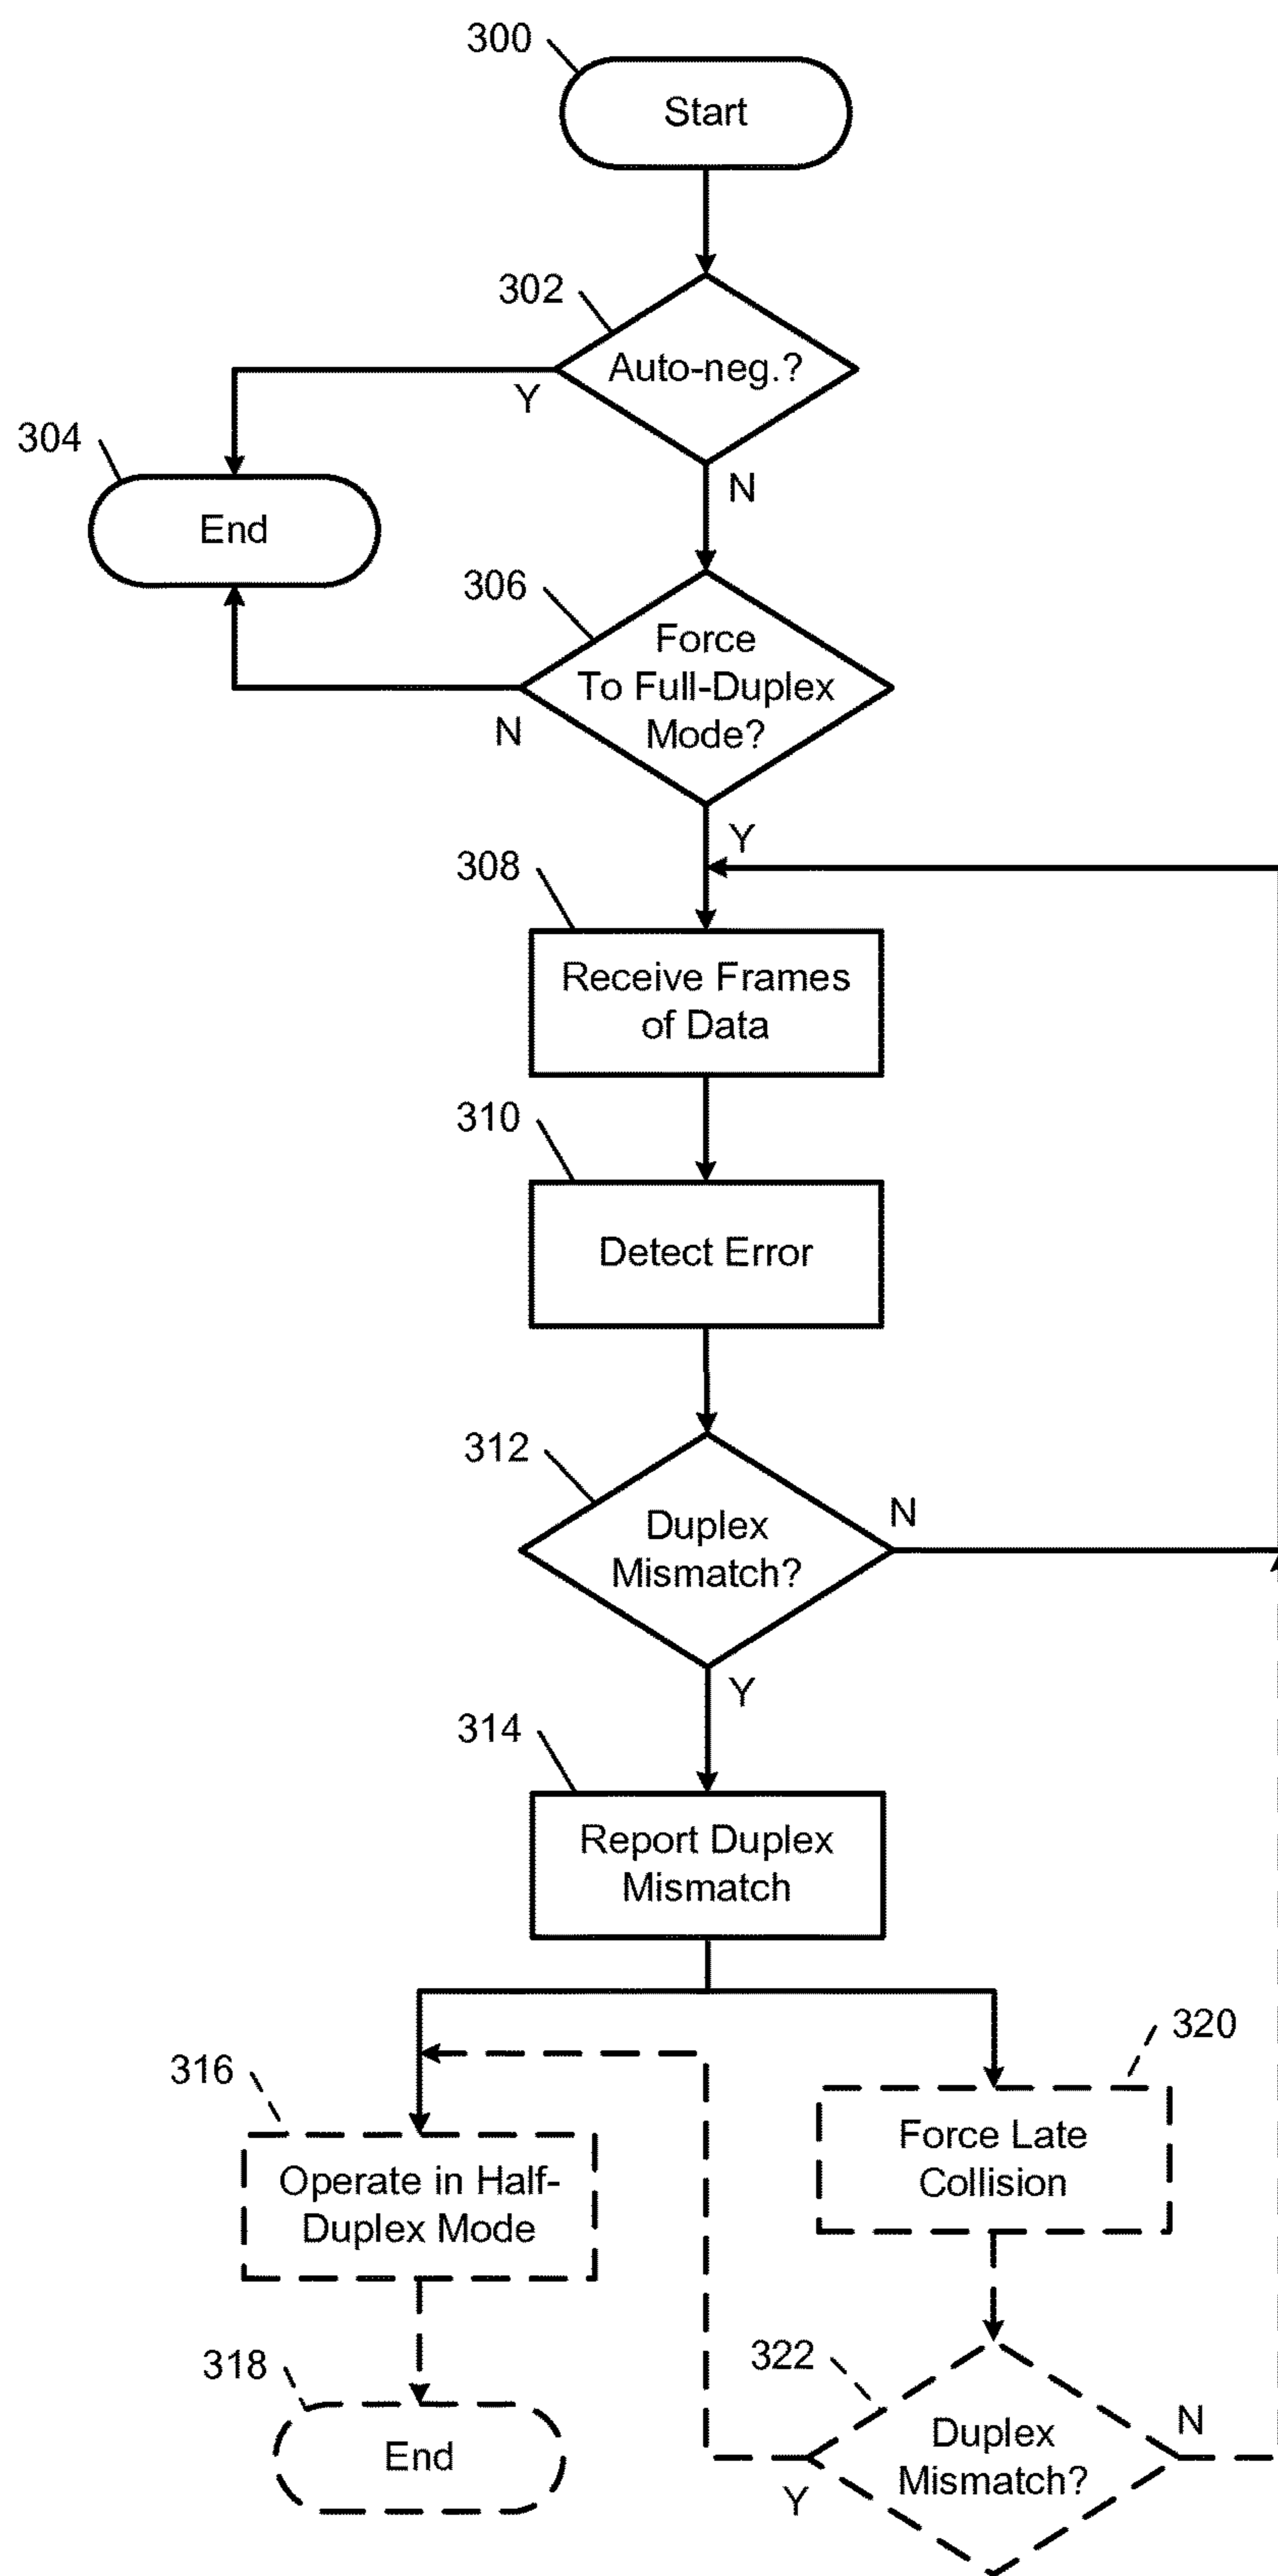 300
Start
302
Auto-neg.?
Y
304
N
End
306
Force
To Full-Duplex
Mode?
N
Y
308
Receive Frames
of Data
310
Detect Error
312
N
Duplex
Mismatch?
Y
314
Report Duplex
Mismatch
320
316
Force Late
Collision
Operate in Half-
Duplex Mode
322
318
N
Duplex
Mismatch?
End
Y